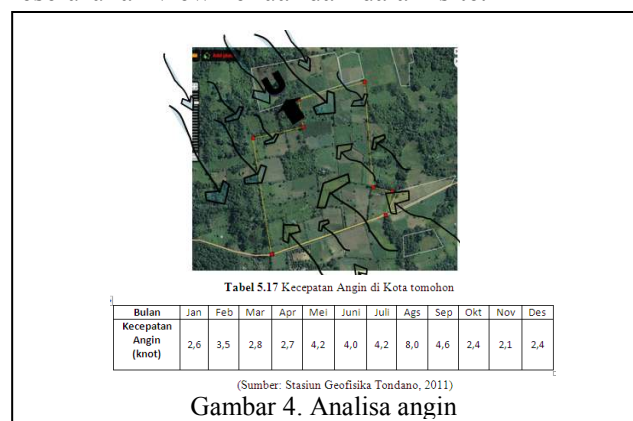 U
Tabel 5.17 Kecepatan Angin di Kota tomohon
Bulan Jan Feb Mar Apr Mei Juni Juli Ags Sep Okt Nov Des
Kecepatan Angin (knot) 2,6 3,5 2,8 2,7 4,2 4,0 4,2 8,0 4,6 2,4 2,1 2,4
(Sumber: Stasiun Geofisika Tondano, 2011)
Gambar 4. Analisa angin